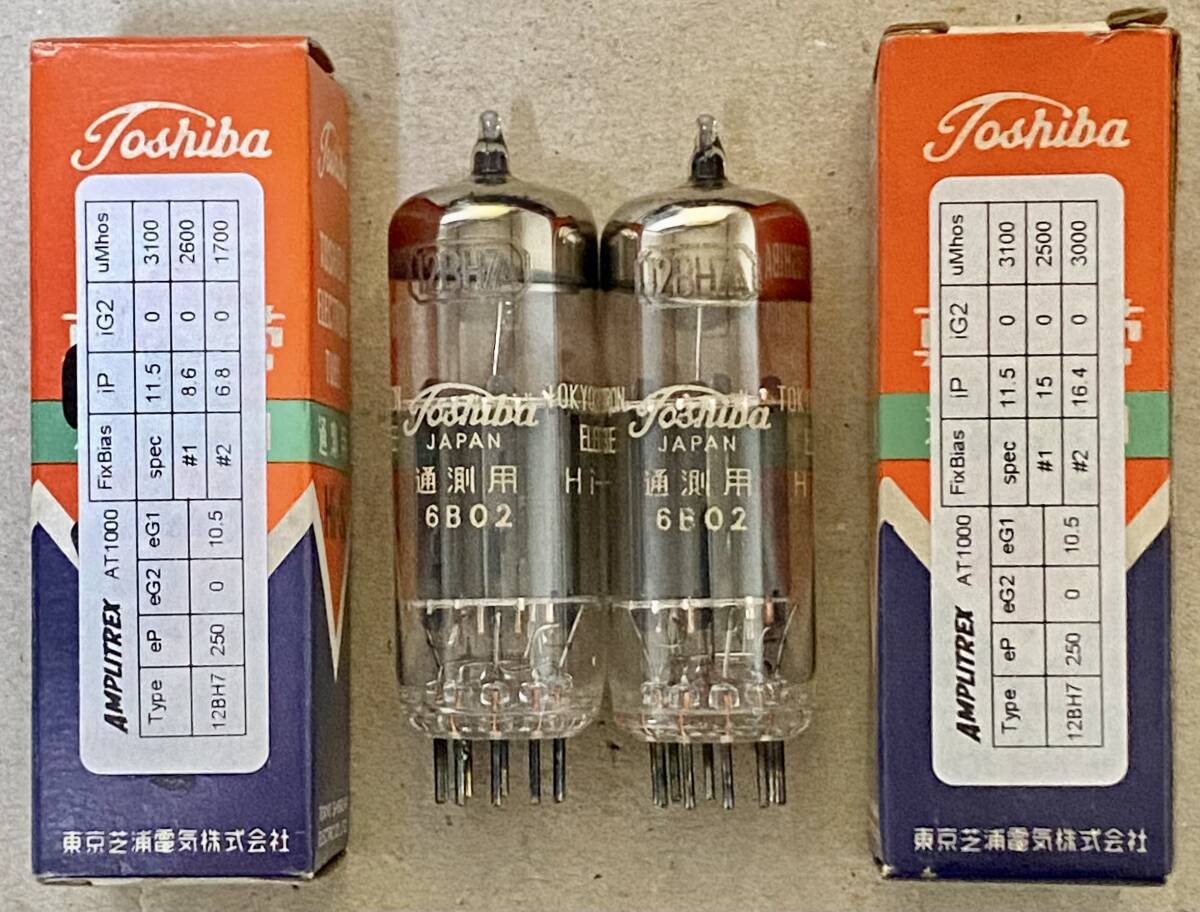 Toshiba
AMPLITREX AT1000 FixBias iP iG2 uMhos
Type eP eG2 eG1 spec 11.5 0 3100
#1 8.6 0 2600
12BH7 250 0 10.5 #2 6.8 0 1700
東京芝浦電気株式会社
12BH7A
Toshiba
JAPAN
通測用
6B02
12BH7A
Toshiba
JAPAN
通測用
6B02
Toshiba
AMPLITREX AT1000 FixBias iP iG2 uMhos
Type eP eG2 eG1 spec 11.5 0 3100
#1 15 0 2500
12BH7 250 0 10.5 #2 16.4 0 3000
東京芝浦電気株式会社